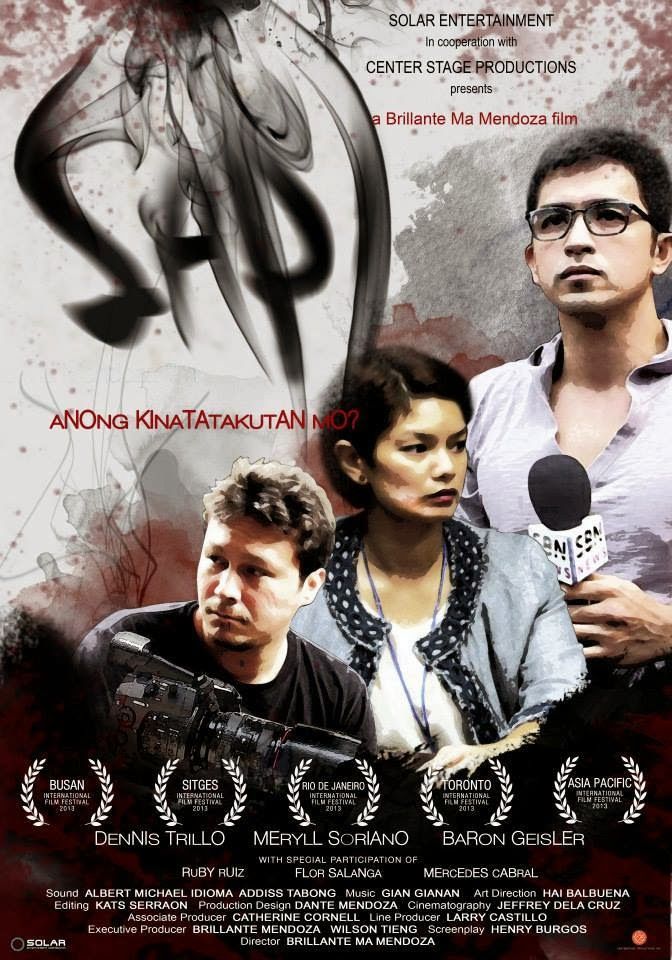 SOLAR ENTERTAINMENT
In cooperation with
CENTER STAGE PRODUCTIONS
presents
a Brillante Ma Mendoza film
SAPI
aNONg KINaTAtaKUtAN MO?
SBN
NEWS
SBN
NEWS
BUSAN
INTERNATIONAL
FILM FESTIVAL
2013
SITGES
INTERNATIONAL
FILM FESTIVAL
2013
RIO DE JANEIRO
INTERNATIONAL
FILM FESTIVAL
2013
TORONTO
INTERNATIONAL
FILM FESTIVAL
2013
ASIA PACIFIC
INTERNATIONAL
FILM FESTIVAL
2013
DENNIS TRILLO MERYLL SORIANO BARON GEISLER
WITH SPECIAL PARTICIPATION OF
RUBY RUIZ FLOR SALANGA MERCEDES CABRAL
Sound ALBERT MICHAEL IDIOMA ADDISS TABONG Music GIAN GIANAN Art Direction HAI BALBUENA
Editing KATS SERRAON Production Design DANTE MENDOZA Cinematography JEFFREY DELA CRUZ
Associate Producer CATHERINE CORNELL Line Producer LARRY CASTILLO
Executive Producer BRILLANTE MENDOZA WILSON TIENG Screenplay HENRY BURGOS
Director BRILLANTE MA MENDOZA
SOLAR